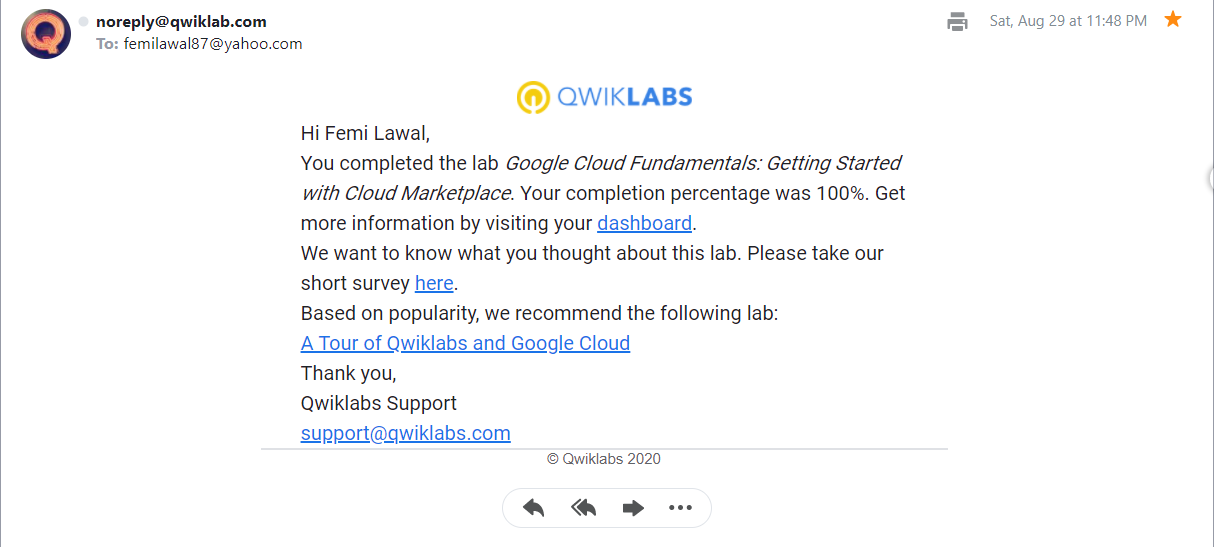 noreply@qwiklab.com
Sat, Aug 29 at 11:48 PM
To: femilawal87@yahoo.com
QWIKLABS
Hi Femi Lawal,
You completed the lab Google Cloud Fundamentals: Getting Started
with Cloud Marketplace. Your completion percentage was 100%. Get
more information by visiting your dashboard.
We want to know what you thought about this lab. Please take our
short survey here.
Based on popularity, we recommend the following lab:
A Tour of Qwiklabs and Google Cloud
Thank you,
Qwiklabs Support
support@qwiklabs.com
© Qwiklabs 2020